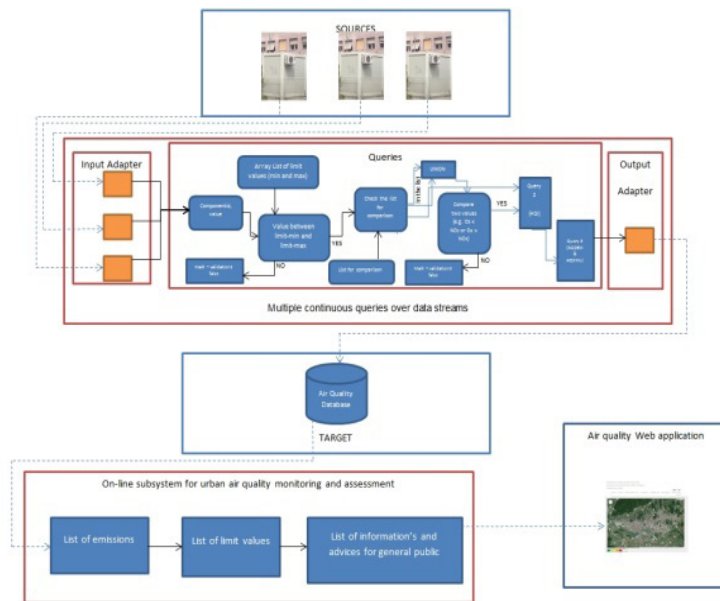 SOURCES
Input Adapter
Queries
Output
Adapter
Array List of limit
values (min and max)
value
Value between
limit-min and
limit-max
YES
NO
Check the list
for
comparison
List for comparison
UNION
Compare
two values
YES
NO
Query
Multiple continuous queries over data streams
Air Quality
Database
TARGET
Air quality Web application
On-line subsystem for urban air quality monitoring and assessment
List of emissions
List of limit values
List of information's and
advices for general public